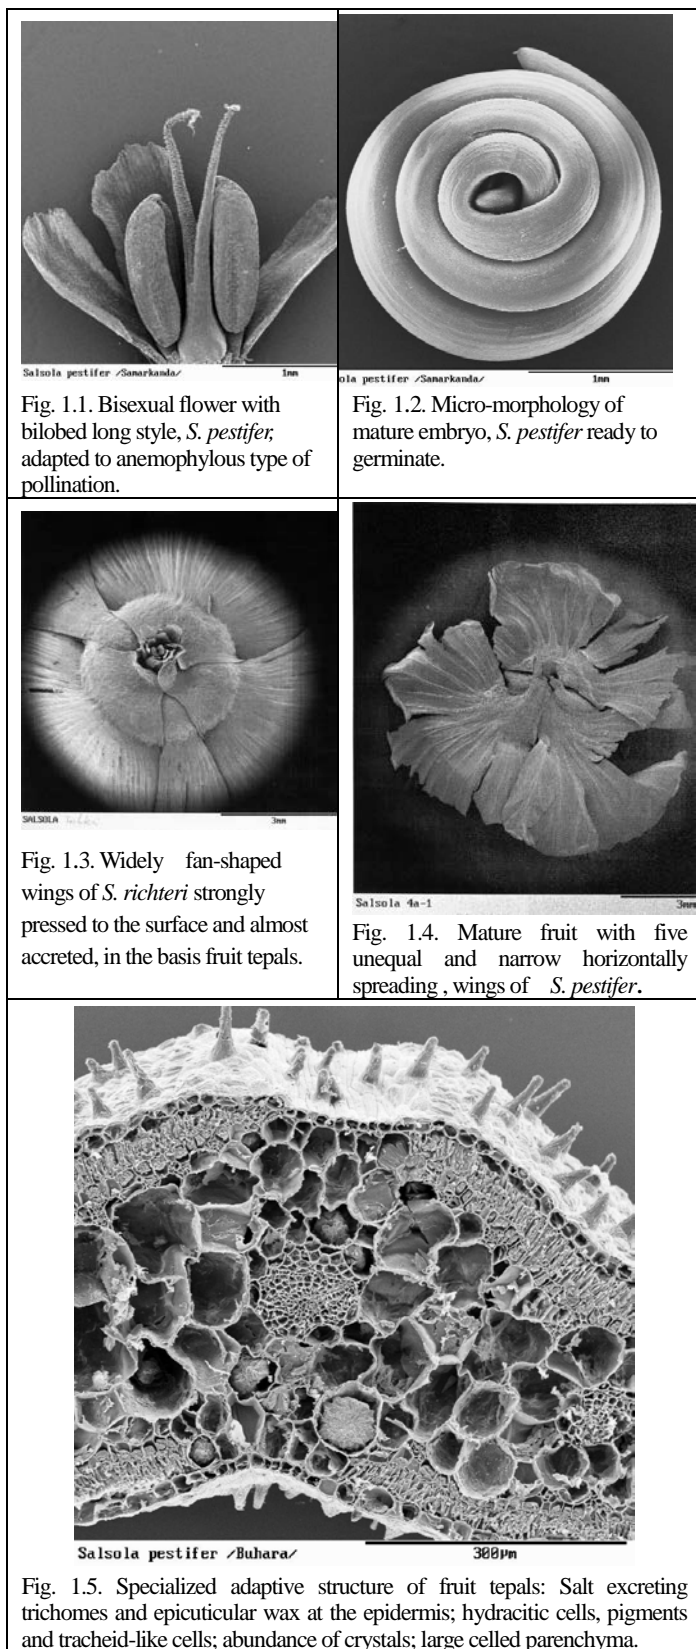 Salsola pestifer /Samarkanda/ 1mm
Fig. 1.1. Bisexual flower with
bilobed long style, S. pestifer,
adapted to anemophylous type of
pollination.
ola pestifer /Samarkanda/ 1mm
Fig. 1.2. Micro-morphology of
mature embryo, S. pestifer ready to
germinate.
SALSOLA 3mm
Fig. 1.3. Widely fan-shaped
wings of S. richteri strongly
pressed to the surface and almost
accreted, in the basis fruit tepals.
Salsola 4a-1 3mm
Fig. 1.4. Mature fruit with five
unequal and narrow horizontally
spreading , wings of S. pestifer.
Salsola pestifer /Buhara/ 300µm
Fig. 1.5. Specialized adaptive structure of fruit tepals: Salt excreting
trichomes and epicuticular wax at the epidermis; hydracitic cells, pigments
and tracheid-like cells; abundance of crystals; large celled parenchyma.